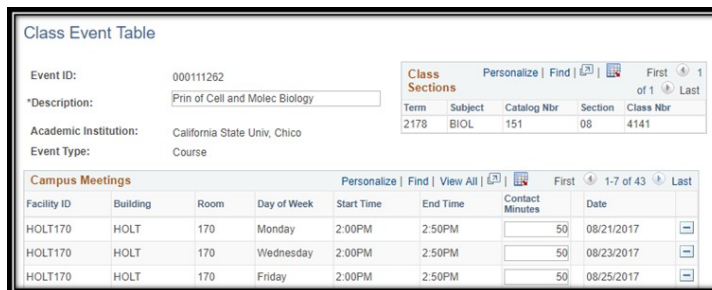 Class Event Table
Event ID: 000111262
*Description: Prin of Cell and Molec Biology
Academic Institution: California State Univ, Chico
Event Type: Course
Class Sections Personalize | Find | | First 1 of 1 Last
Term Subject Catalog Nbr Section Class Nbr
2178 BIOL 151 08 4141
Campus Meetings Personalize | Find | View All | | First 1-7 of 43 Last
Facility ID Building Room Day of Week Start Time End Time Contact Minutes Date
HOLT170 HOLT 170 Monday 2:00PM 2:50PM 50 08/21/2017
HOLT170 HOLT 170 Wednesday 2:00PM 2:50PM 50 08/23/2017
HOLT170 HOLT 170 Friday 2:00PM 2:50PM 50 08/25/2017